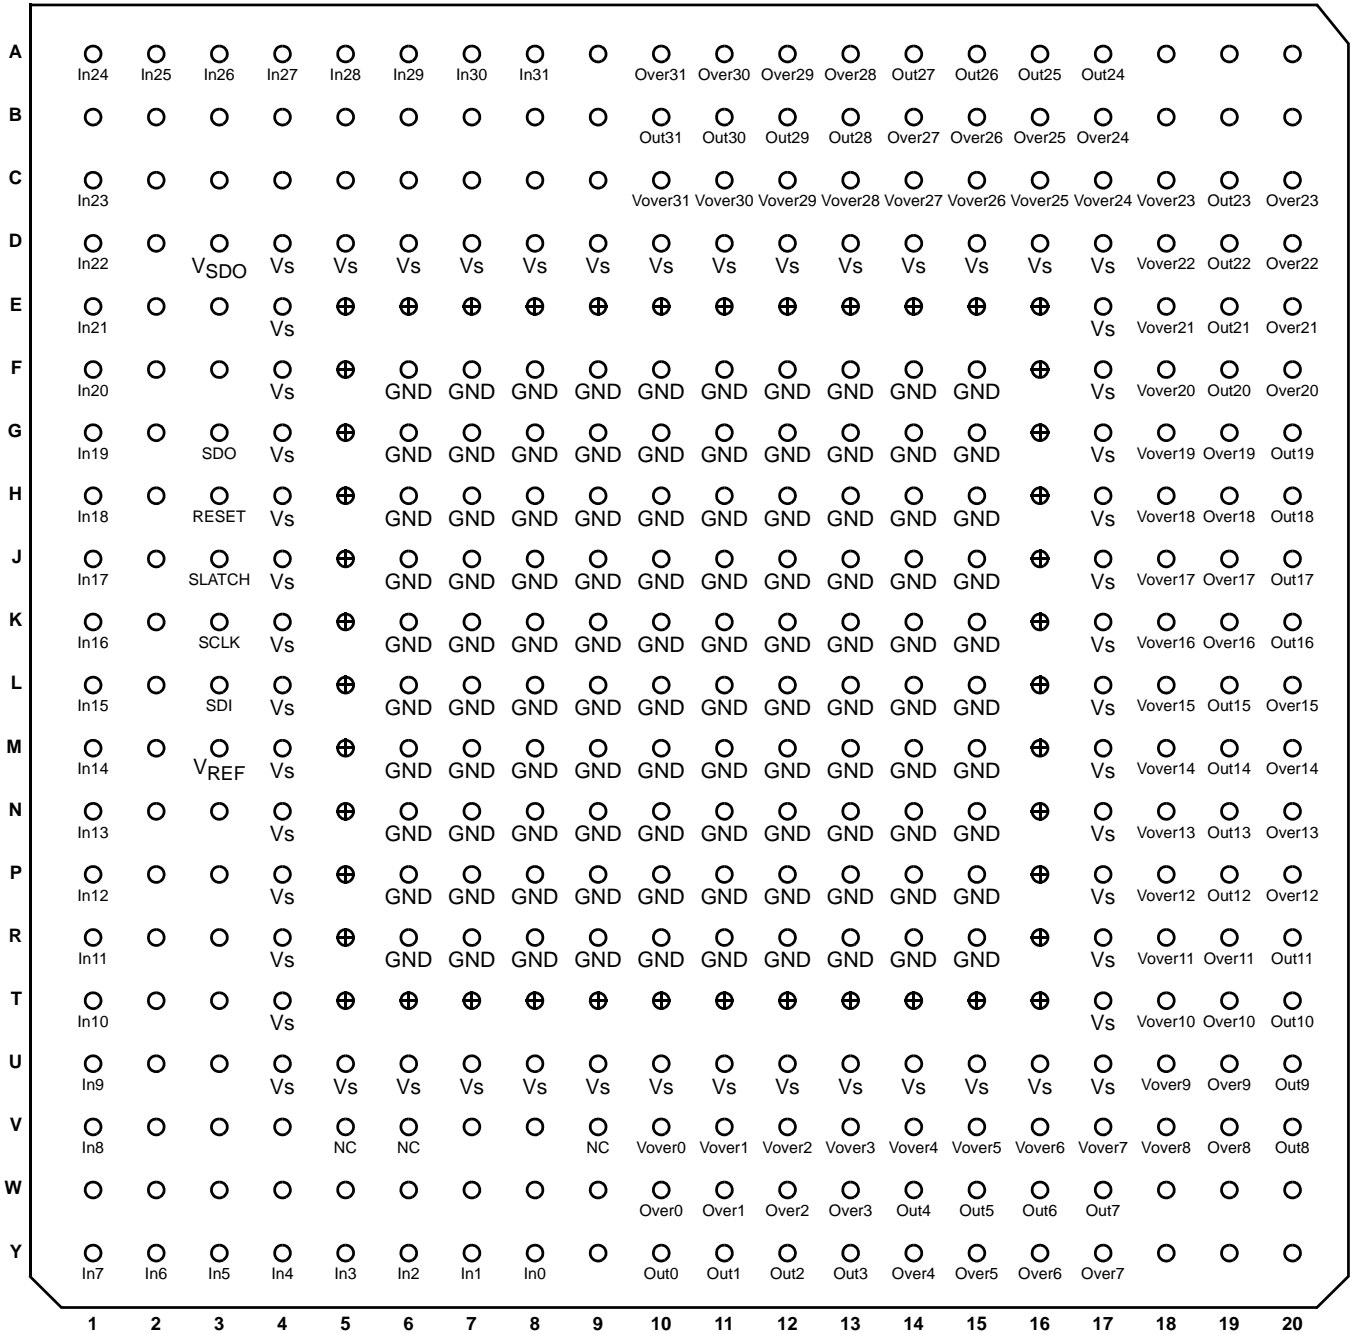 A
In24 In25 In26 In27 In28 In29 In30 In31 Over31 Over30 Over29 Over28 Out27 Out26 Out25 Out24
B
Out31 Out30 Out29 Out28 Over27 Over26 Over25 Over24
C
In23 Vover31 Vover30 Vover29 Vover28 Vover27 Vover26 Vover25 Vover24 Vover23 Out23 Over23
D
In22 VSDO Vs Vs Vs Vs Vs Vs Vs Vs Vs Vs Vs Vs Vs Vs Vover22 Out22 Over22
E
In21 Vs Vs Vover21 Out21 Over21
F
In20 Vs GND GND GND GND GND GND GND GND GND GND Vs Vover20 Out20 Over20
G
In19 SDO Vs GND GND GND GND GND GND GND GND GND GND Vs Vover19 Over19 Out19
H
In18 RESET Vs GND GND GND GND GND GND GND GND GND GND Vs Vover18 Over18 Out18
J
In17 SLATCH Vs GND GND GND GND GND GND GND GND GND GND Vs Vover17 Over17 Out17
K
In16 SCLK Vs GND GND GND GND GND GND GND GND GND GND Vs Vover16 Over16 Out16
L
In15 SDI Vs GND GND GND GND GND GND GND GND GND GND Vs Vover15 Out15 Over15
M
In14 VREF Vs GND GND GND GND GND GND GND GND GND GND Vs Vover14 Out14 Over14
N
In13 Vs GND GND GND GND GND GND GND GND GND GND Vs Vover13 Out13 Over13
P
In12 Vs GND GND GND GND GND GND GND GND GND GND Vs Vover12 Out12 Over12
R
In11 Vs GND GND GND GND GND GND GND GND GND GND Vs Vover11 Over11 Out11
T
In10 Vs Vs Vover10 Over10 Out10
U
In9 Vs Vs Vs Vs Vs Vs Vs Vs Vs Vs Vs Vs Vs Vs Vover9 Over9 Out9
V
In8 NC NC NC Vover0 Vover1 Vover2 Vover3 Vover4 Vover5 Vover6 Vover7 Vover8 Over8 Out8
W
Over0 Over1 Over2 Over3 Out4 Out5 Out6 Out7
Y
In7 In6 In5 In4 In3 In2 In1 In0 Out0 Out1 Out2 Out3 Over4 Over5 Over6 Over7
1 2 3 4 5 6 7 8 9 10 11 12 13 14 15 16 17 18 19 20